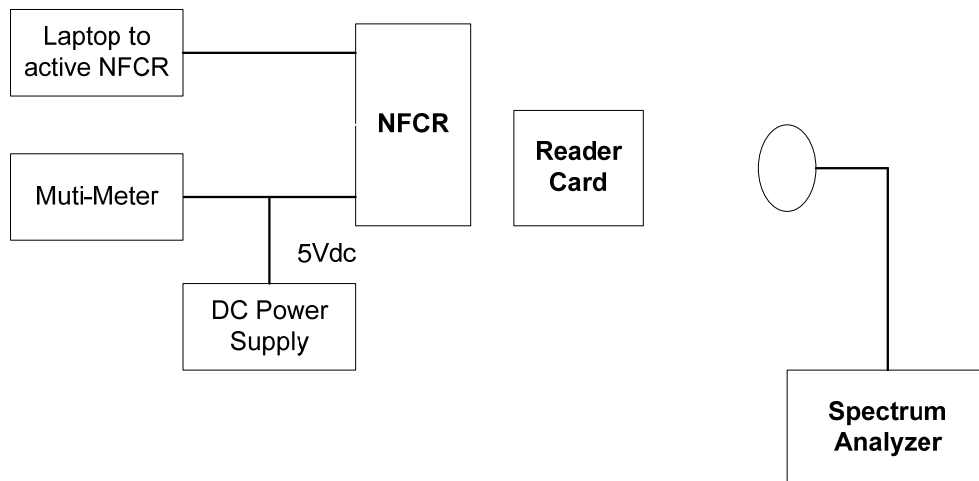 Laptop to
active NFCR
NFCR
Reader
Card
Muti-Meter
5Vdc
DC Power
Supply
Spectrum
Analyzer